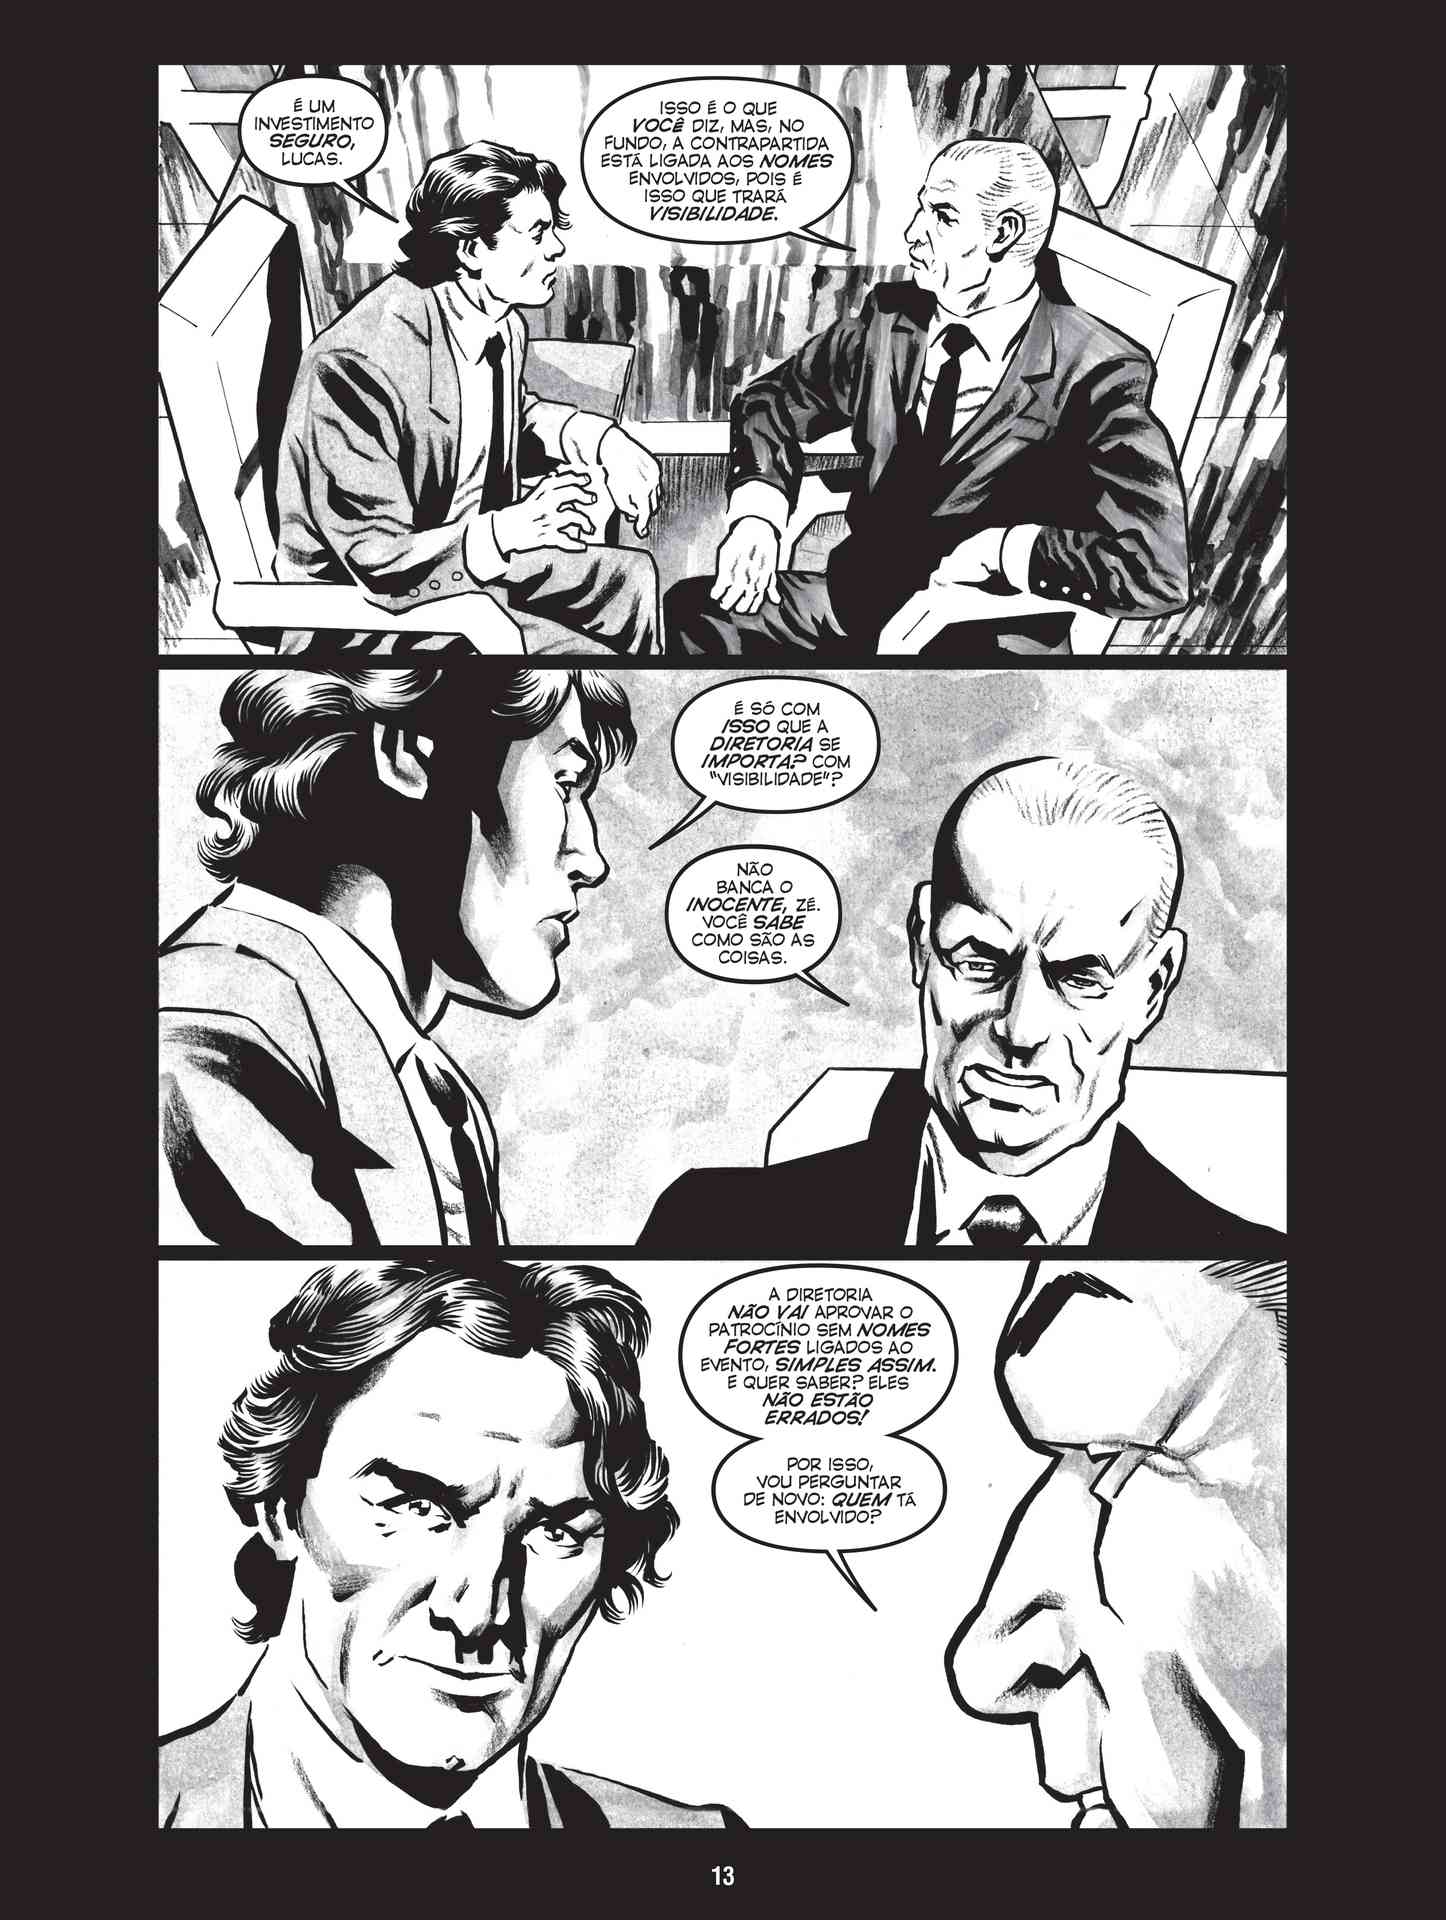 É UM
INVESTIMENTO
SEGURO,
LUCAS.
ISSO É O QUE
VOCÊ DIZ, MAS, NO
FUNDO, A CONTRAPARTIDA
ESTÁ LIGADA AOS NOMES
ENVOLVIDOS, POIS É
ISSO QUE TRARÁ
VISIBILIDADE.
É SÓ COM
ISSO QUE A
DIRETORIA SE
IMPORTA? COM
"VISIBILIDADE"?
NÃO
BANCA O
INOCENTE, ZÉ.
VOCÊ SABE
COMO SÃO AS
COISAS.
A DIRETORIA
NÃO VAI APROVAR O
PATROCÍNIO SEM NOMES
FORTES LIGADOS AO
EVENTO, SIMPLES ASSIM.
E QUER SABER? ELES
NÃO ESTÃO
ERRADOS!
POR ISSO,
VOU PERGUNTAR
DE NOVO: QUEM TÁ
ENVOLVIDO?
13